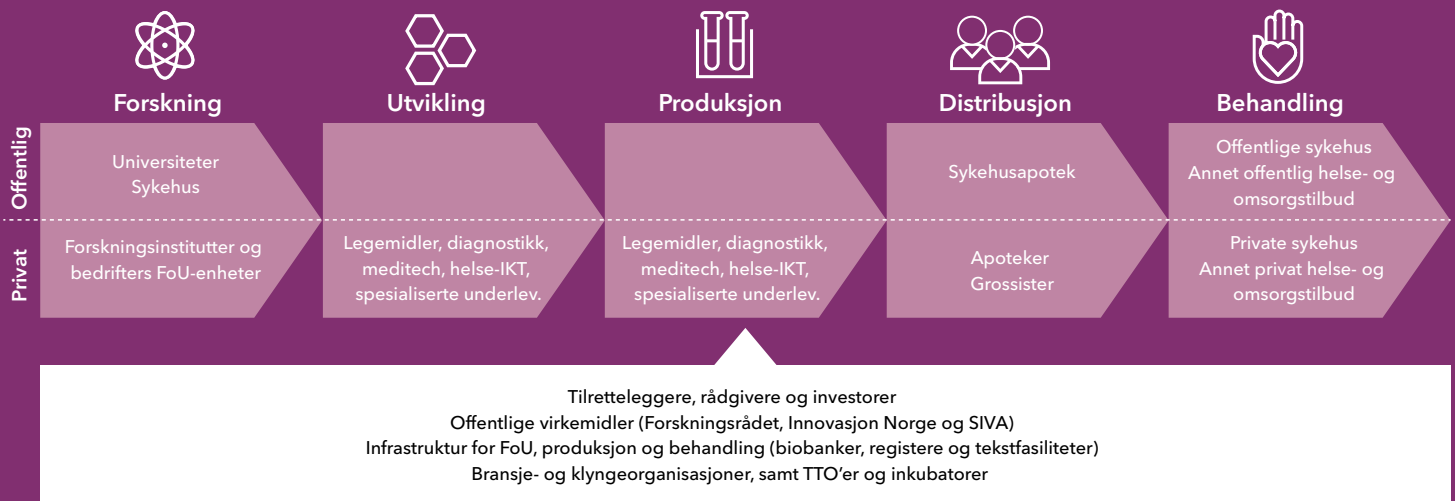 Forskning
Utvikling
Produksjon
Distribusjon
Behandling
Offentlig
Universiteter
Sykehus
Sykehusapotek
Offentlige sykehus
Annet offentlig helse- og
omsorgstilbud
Privat
Forskningsinstitutter og
bedrifters FoU-enheter
Legemidler, diagnostikk,
meditech, helse-IKT,
spesialiserte underlev.
Legemidler, diagnostikk,
meditech, helse-IKT,
spesialiserte underlev.
Apoteker
Grossister
Private sykehus
Annet privat helse- og
omsorgstilbud
Tilretteleggere, rådgivere og investorer
Offentlige virkemidler (Forskningsrådet, Innovasjon Norge og SIVA)
Infrastruktur for FoU, produksjon og behandling (biobanker, registere og tekstfasiliteter)
Bransje- og klyngeorganisasjoner, samt TTO'er og inkubatorer